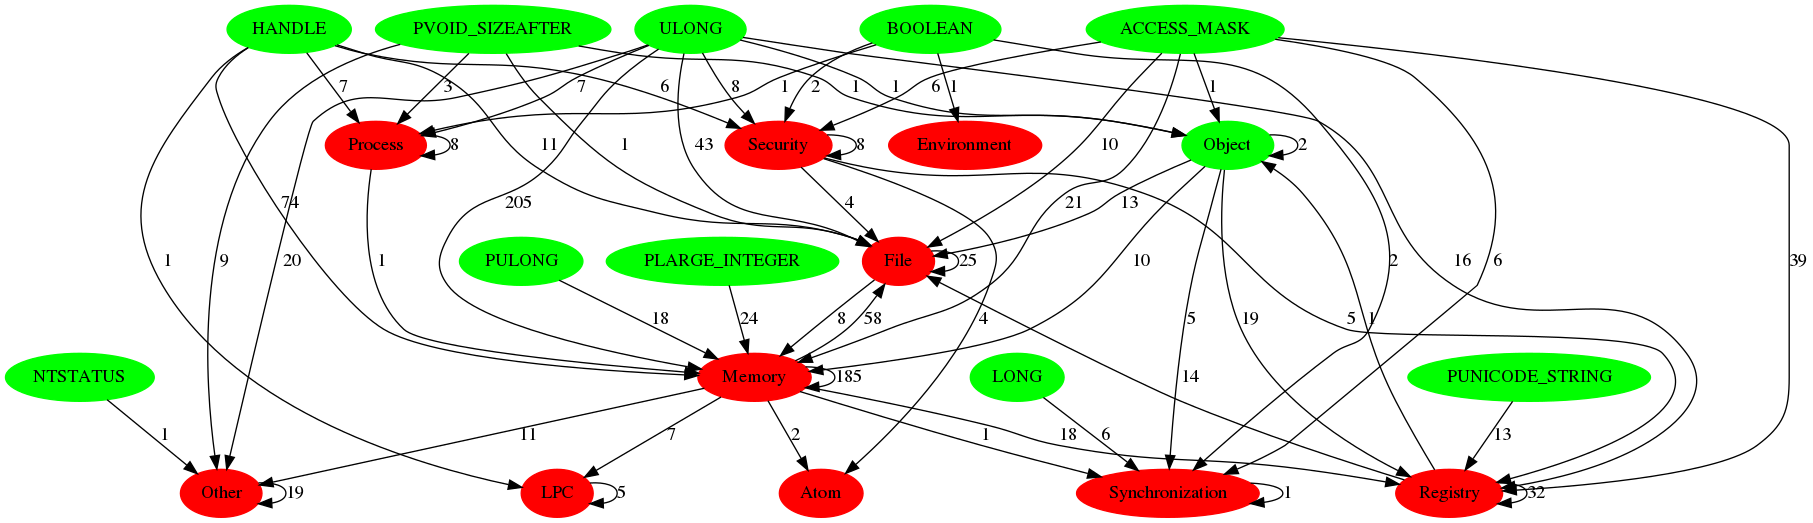 HANDLE PVOID_SIZEAFTER ULONG BOOLEAN ACCESS_MASK
7 3 7 8 1 2 1 6 1 1 1
6
Process 8 Security 8 Environment Object 2
11 1 43 10
74 205 4 21 13
1 9 20 1 PULONG PLARGE_INTEGER File 25 10 2 16 6 39
18 24 8 58 4 5 19 5 1
NTSTATUS Memory 185 LONG 14 PUNICODE_STRING
1 11 7 2 1 18 6 13
Other 19 LPC 5 Atom Synchronization 1 Registry 32